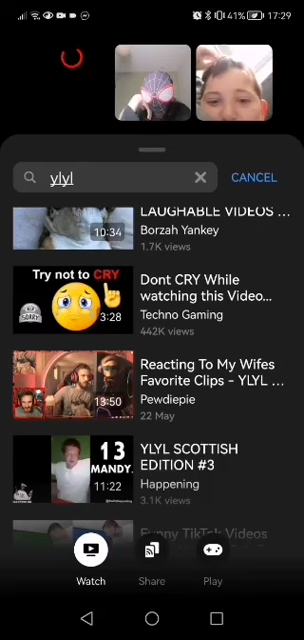 41% 17:29
ylyl
CANCEL
LAUGHABLE VIDEOS ...
Borzah Yankey
1.7K views
10:34
Try not to CRY
SORRY
3:28
Dont CRY While
watching this Video...
Techno Gaming
442K views
13:50
Reacting To My Wifes
Favorite Clips - YLYL ...
Pewdiepie
22 May
13
MANDY.
11:22
YLYL SCOTTISH
EDITION #3
Happening
3.1K views
Funny TikTok Videos
Watch
Share
Play